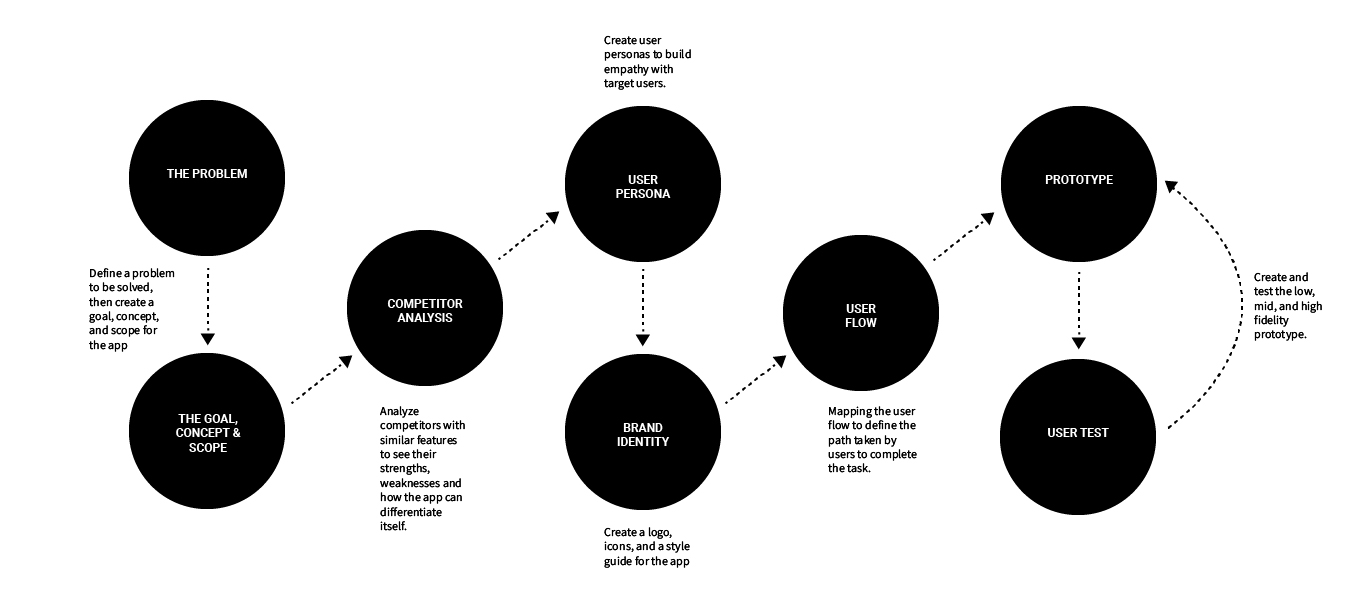 THE PROBLEM
Define a problem
to be solved,
then create a
goal, concept,
and scope for
the app
THE GOAL,
CONCEPT &
SCOPE
COMPETITOR
ANALYSIS
Analyze
competitors with
similar features
to see their
strengths,
weaknesses and
how the app can
differentiate
itself.
Create user
personas to build
empathy with
target users.
USER
PERSONA
BRAND
IDENTITY
Create a logo,
icons, and a style
guide for the app
USER
FLOW
Mapping the user
flow to define the
path taken by
users to complete
the task.
PROTOTYPE
USER TEST
Create and
test the low,
mid, and high
fidelity
prototype.